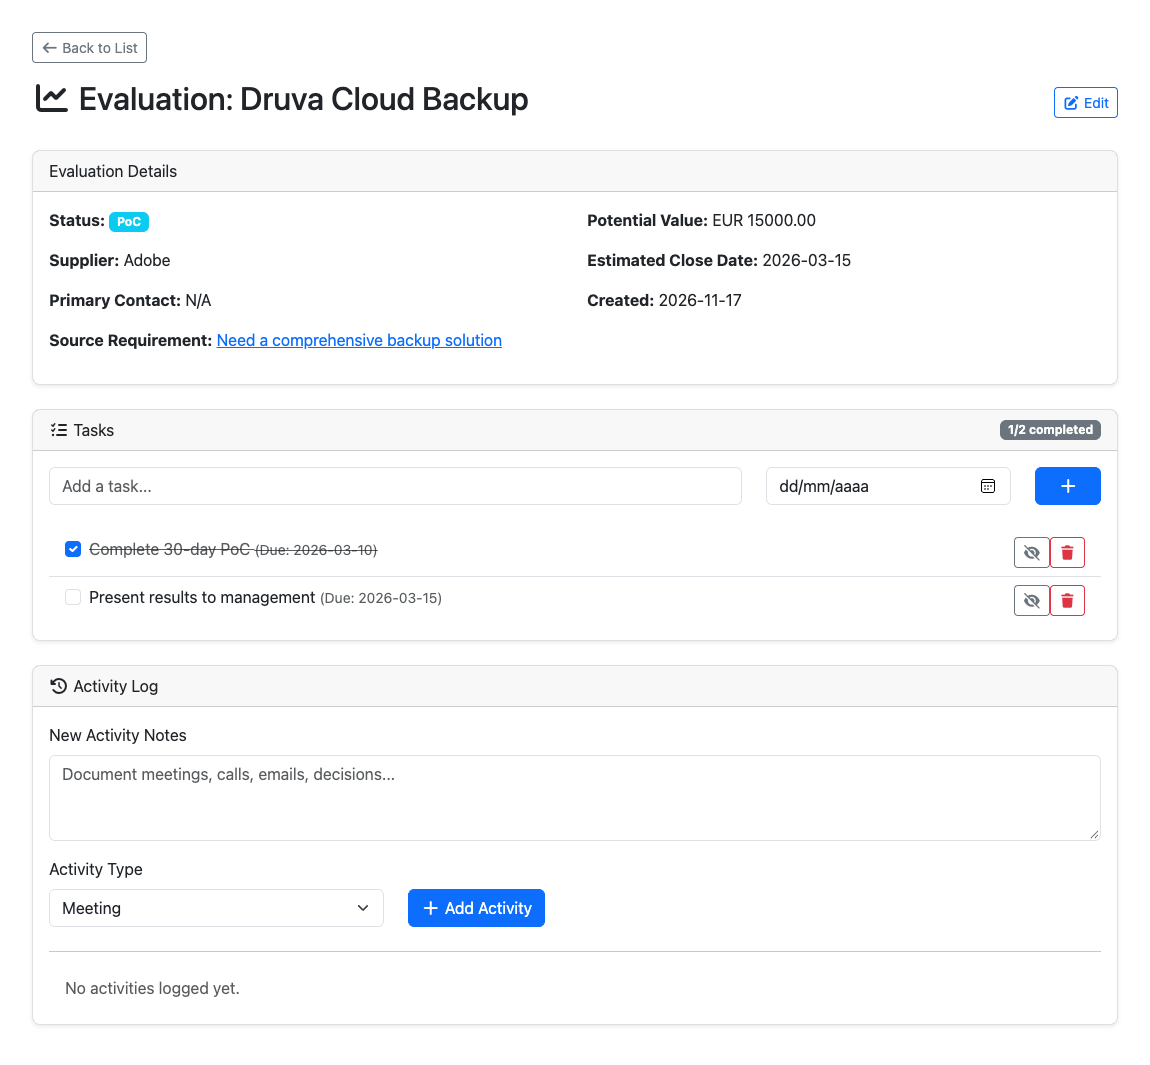 Back to List
Evaluation: Druva Cloud Backup
Edit
Evaluation Details
Status: PoC
Potential Value: EUR 15000.00
Supplier: Adobe
Estimated Close Date: 2026-03-15
Primary Contact: N/A
Created: 2026-11-17
Source Requirement: Need a comprehensive backup solution
Tasks
1/2 completed
Add a task...
dd/mm/aaaa
Complete 30-day PoC (Due: 2026-03-10)
Present results to management (Due: 2026-03-15)
Activity Log
New Activity Notes
Document meetings, calls, emails, decisions...
Activity Type
Meeting
Add Activity
No activities logged yet.